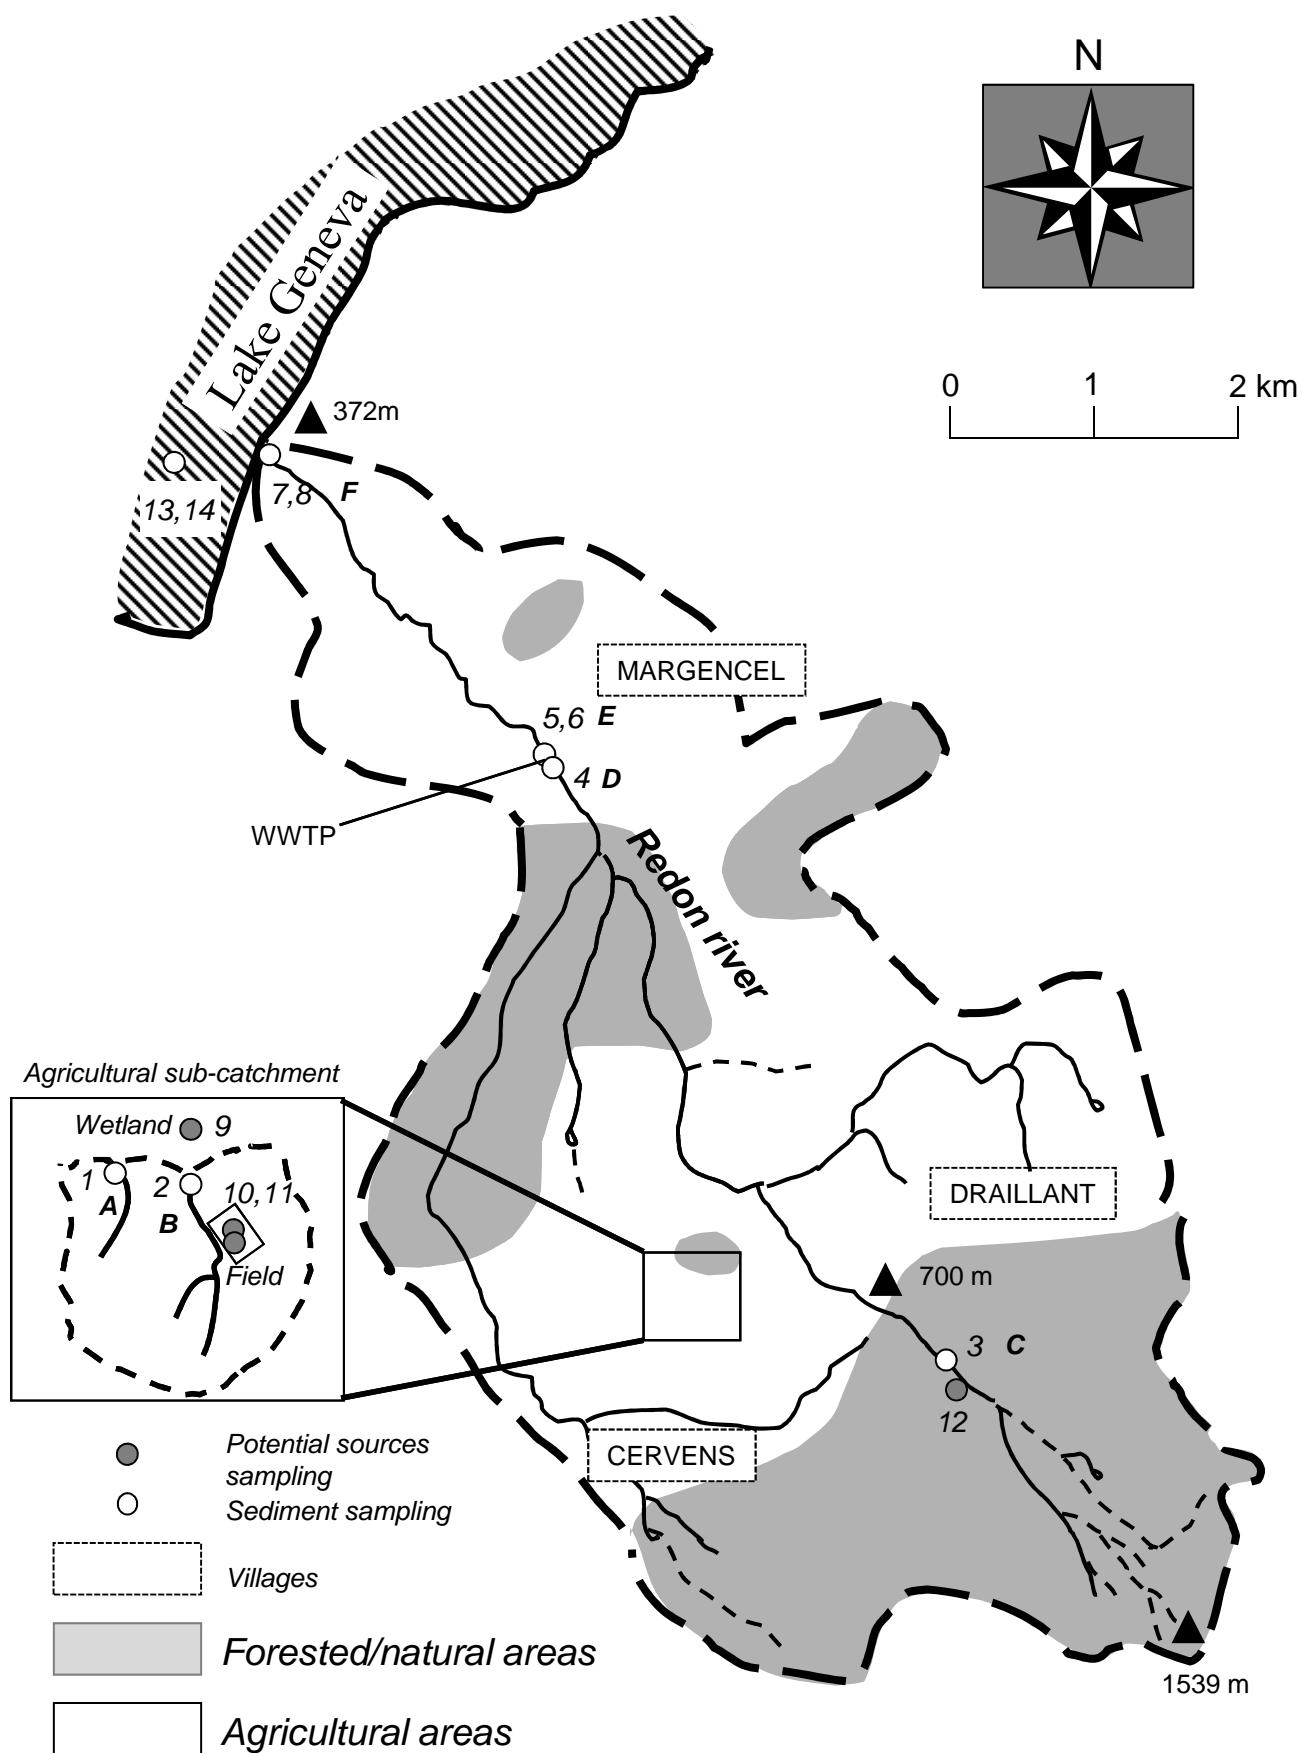 N
Lake Geneva
0 1 2 km
372m
7,8 F
13,14
MARGENCEL
5,6 E
4 D
WWTP
Redon river
Agricultural sub-catchment
Wetland 9
1 2 10,11
A B
Field
DRAILLANT
700 m
3 C
12
CERVENS
Potential sources
sampling
Sediment sampling
Villages
Forested/natural areas
1539 m
Agricultural areas